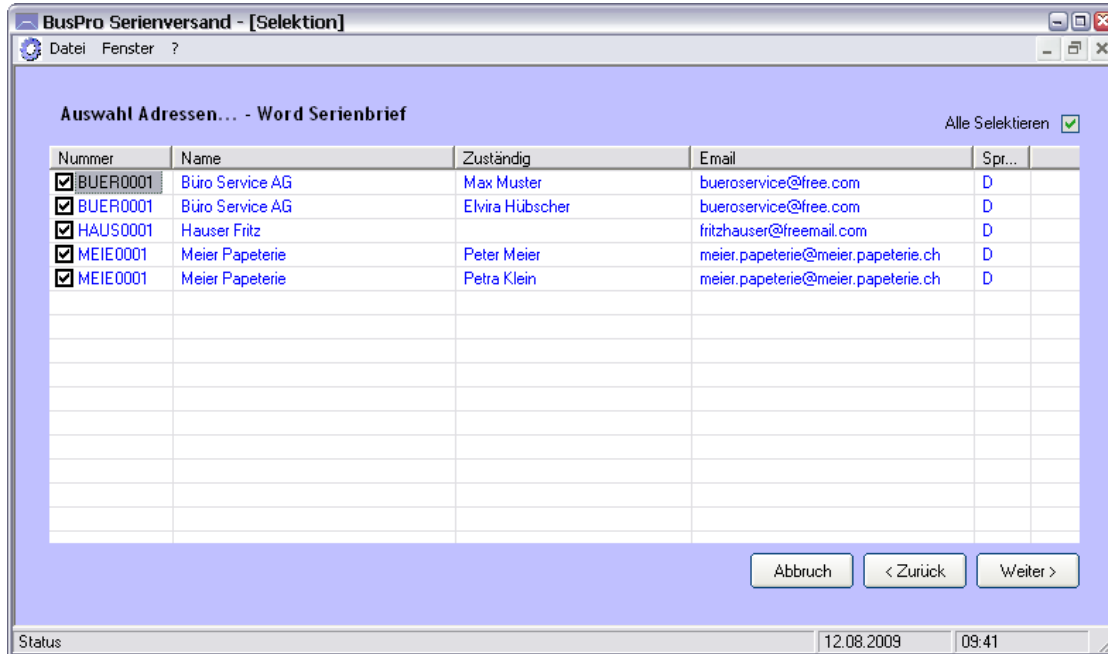 BusPro Serienversand - [Selektion]
Datei Fenster ?
Auswahl Adressen... - Word Serienbrief
Alle Selektieren
Nummer Name Zuständig Email Spr...
BUER0001 Büro Service AG Max Muster bueroservice@free.com D
BUER0001 Büro Service AG Elvira Hübscher bueroservice@free.com D
HAUS0001 Hauser Fritz fritzhauser@freemail.com D
MEIE0001 Meier Papeterie Peter Meier meier.papeterie@meier.papeterie.ch D
MEIE0001 Meier Papeterie Petra Klein meier.papeterie@meier.papeterie.ch D
Abbruch < Zurück Weiter >
Status 12.08.2009 09:41